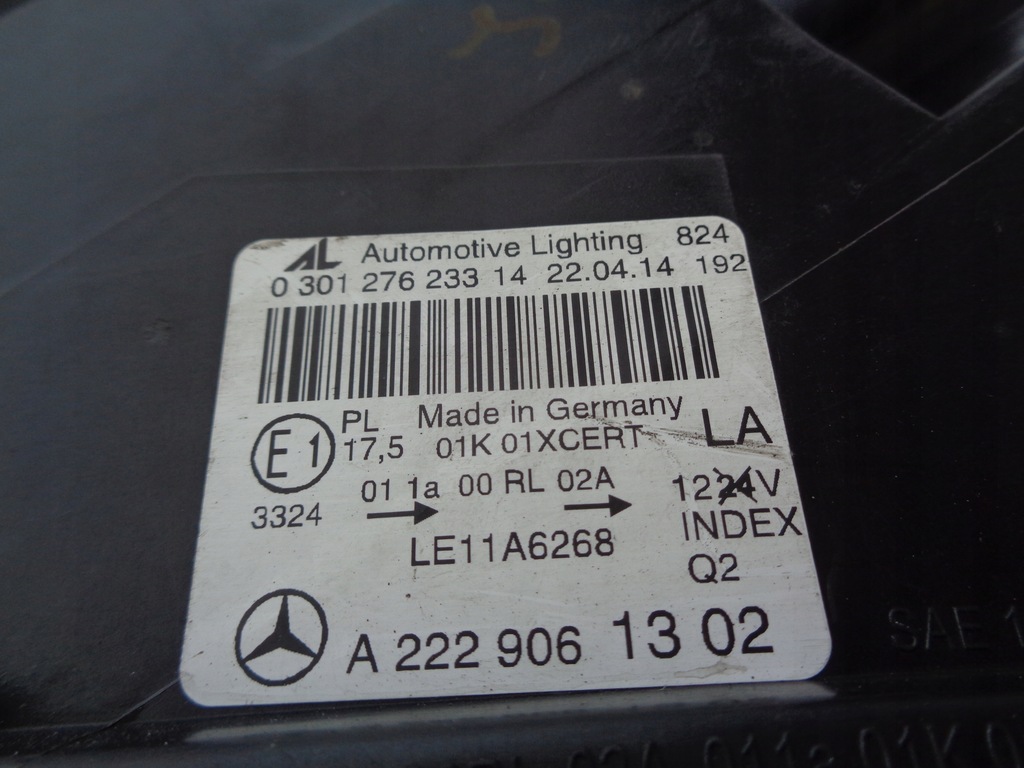 AL Automotive Lighting 824
0 301 276 233 14 22.04.14 192
PL Made in Germany
E1 17,5 01K 01XCERT LA
01 1a 00 RL 02A 1224V
3324 INDEX
LE11A6268
Q2
A 222 906 13 02
SAE
011a 01K